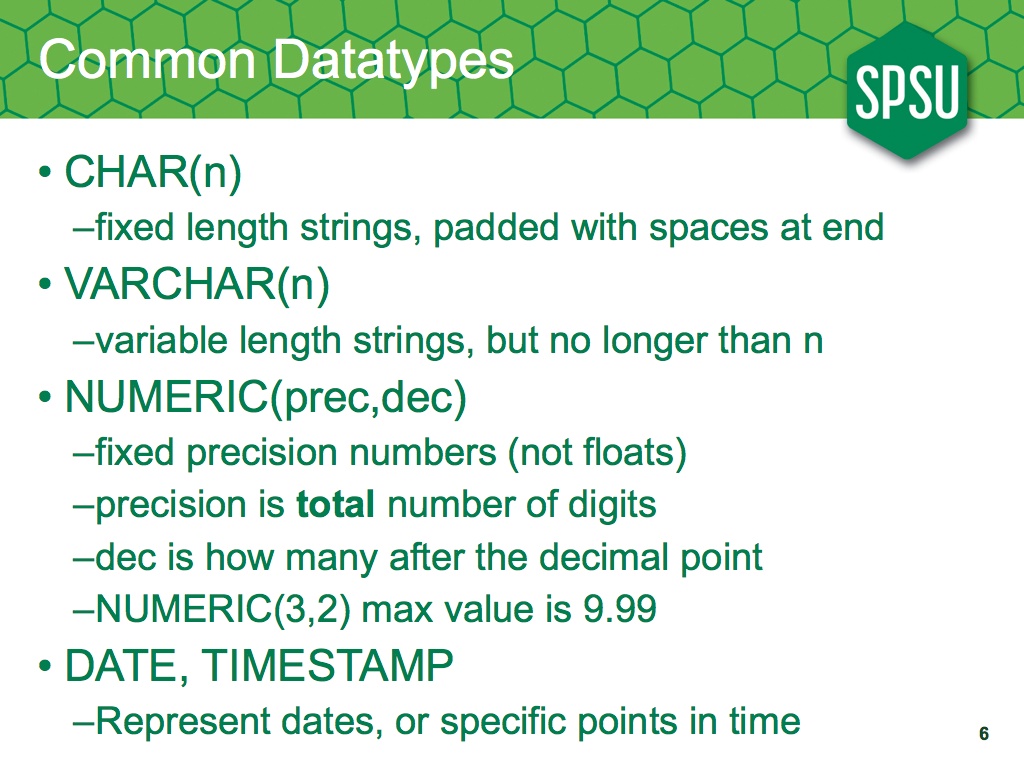 Common Datatypes
SPSU
• CHAR(n)
–fixed length strings, padded with spaces at end
• VARCHAR(n)
–variable length strings, but no longer than n
• NUMERIC(prec,dec)
–fixed precision numbers (not floats)
–precision is total number of digits
–dec is how many after the decimal point
–NUMERIC(3,2) max value is 9.99
• DATE, TIMESTAMP
–Represent dates, or specific points in time
6